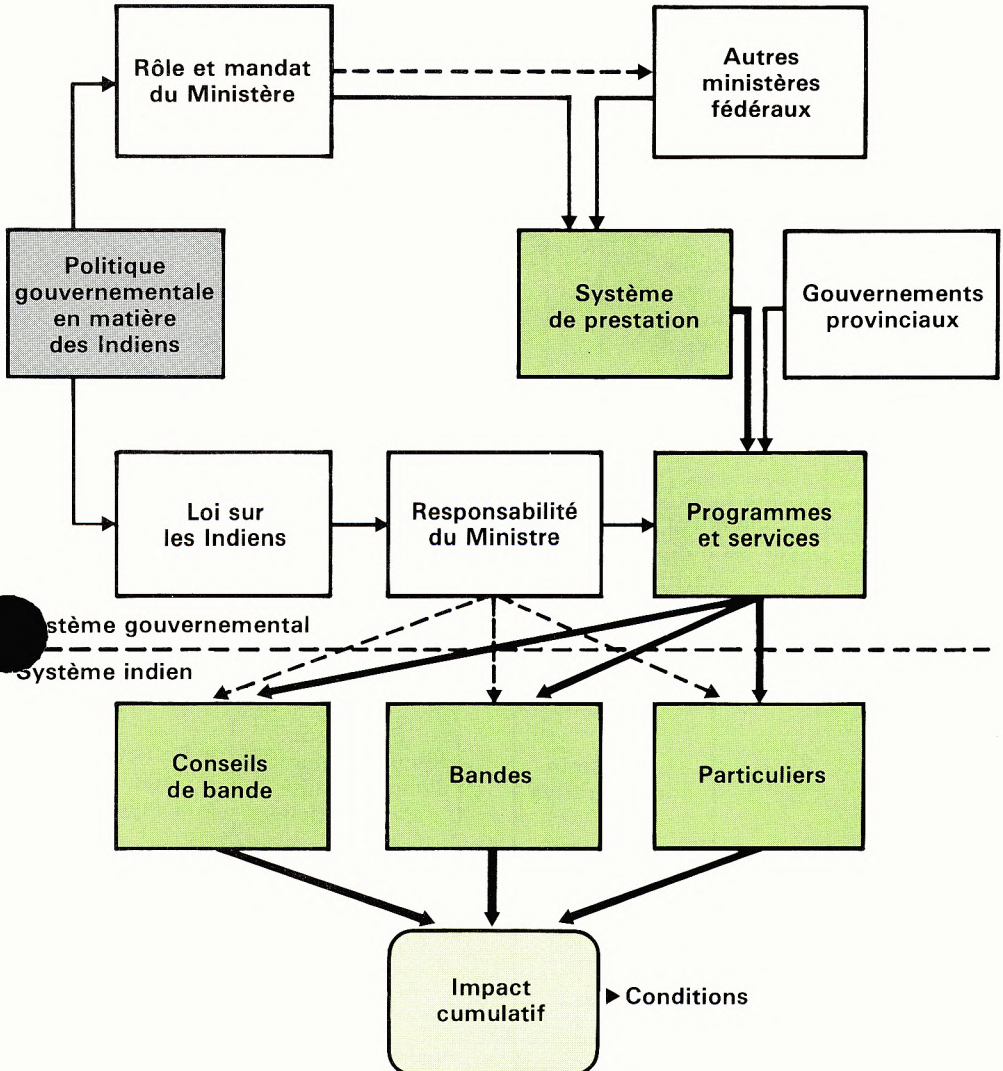 Rôle et mandat
du Ministère
Autres
ministères
fédéraux
Politique
gouvernementale
en matière
des Indiens
Système
de prestation
Gouvernements
provinciaux
Loi sur
les Indiens
Responsabilité
du Ministre
Programmes
et services
stème gouvernemental
Système indien
Conseils
de bande
Bandes
Particuliers
Impact
cumulatif
Conditions